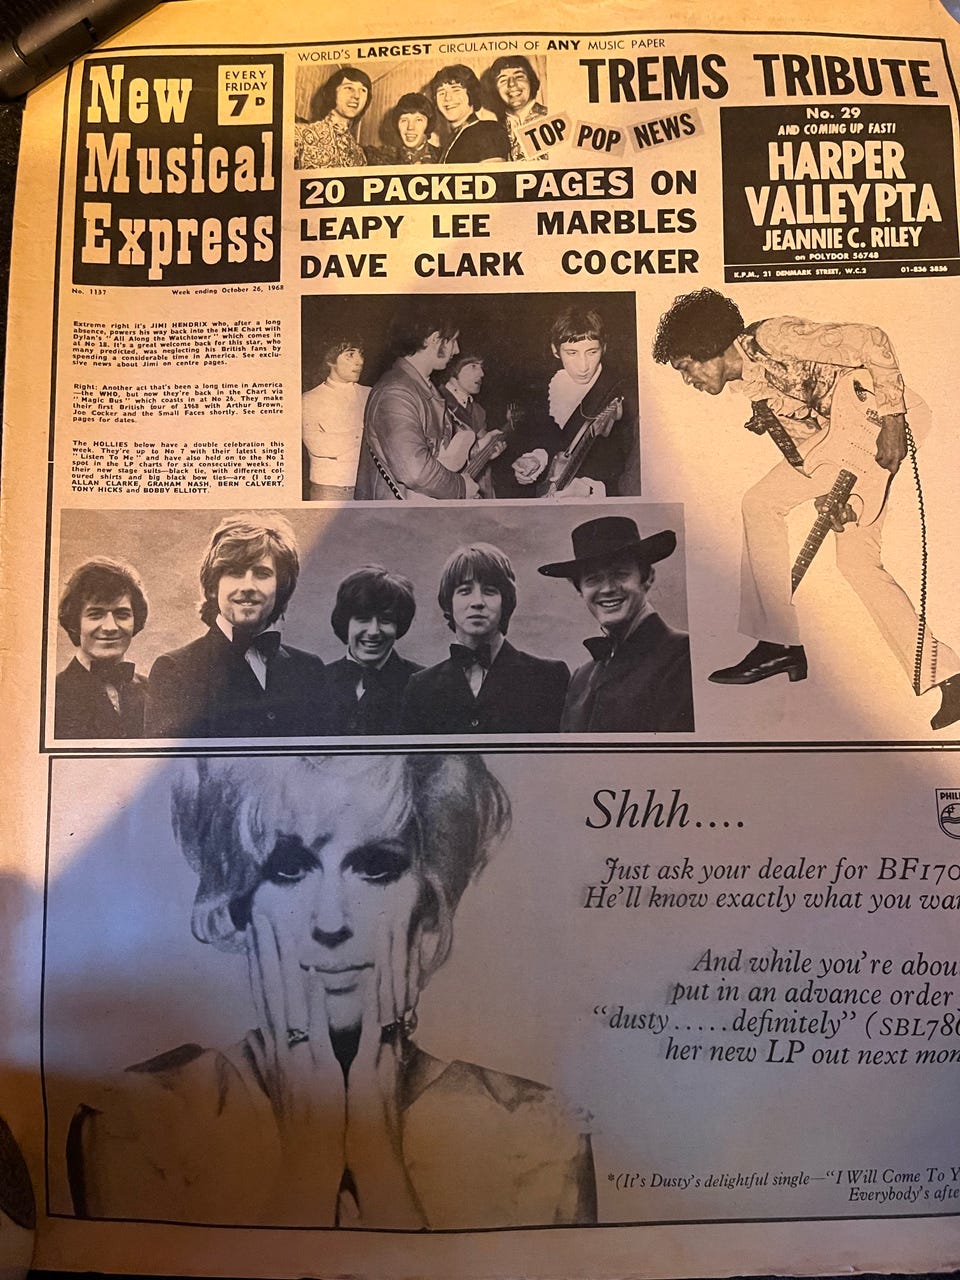 WORLD'S LARGEST CIRCULATION OF ANY MUSIC PAPER
New
Musical
Express
EVERY
FRIDAY
7D
No. 1137 Week ending October 26, 1968
TREMS TRIBUTE
TOP POP NEWS
20 PACKED PAGES ON
LEAPY LEE MARBLES
DAVE CLARK COCKER
No. 29
AND COMING UP FAST!
HARPER
VALLEY P.T.A
JEANNIE C. RILEY
on POLYDOR 56748
K.P.M., 21 DENMARK STREET, W.C.2 01-836 3856
Extreme right it's JIMI HENDRIX who, after a long
absence, powers his way back into the NME Chart with
Dylan's "All Along the Watchtower" which comes in
at No 18. It's a great welcome back for this star, who
many predicted, was neglecting his British fans by
spending a considerable time in America. See exclu-
sive news about Jimi on centre pages.
Right: Another act that's been a long time in America
—the WHO, but now they're back in the Chart via
"Magic Bus" which coasts in at No 26. They make
their first British tour of 1968 with Arthur Brown,
Joe Cocker and the Small Faces shortly. See centre
pages for dates.
The HOLLIES below have a double celebration this
week. They're up to No 7 with their latest single
"Listen To Me" and have also held on to the No 1
spot in the LP charts for six consecutive weeks. In
their new stage suits—black tie, with different col-
oured shirts and big black bow ties—are (l to r)
ALLAN CLARKE, GRAHAM NASH, BERN CALVERT,
TONY HICKS and BOBBY ELLIOTT.
Shhh....
PHIL
Just ask your dealer for BF170
He'll know exactly what you wa
And while you're abou
put in an advance order
"dusty.....definitely" (SBL786
her new LP out next mon
*(It's Dusty's delightful single—"I Will Come To Y
Everybody's afte